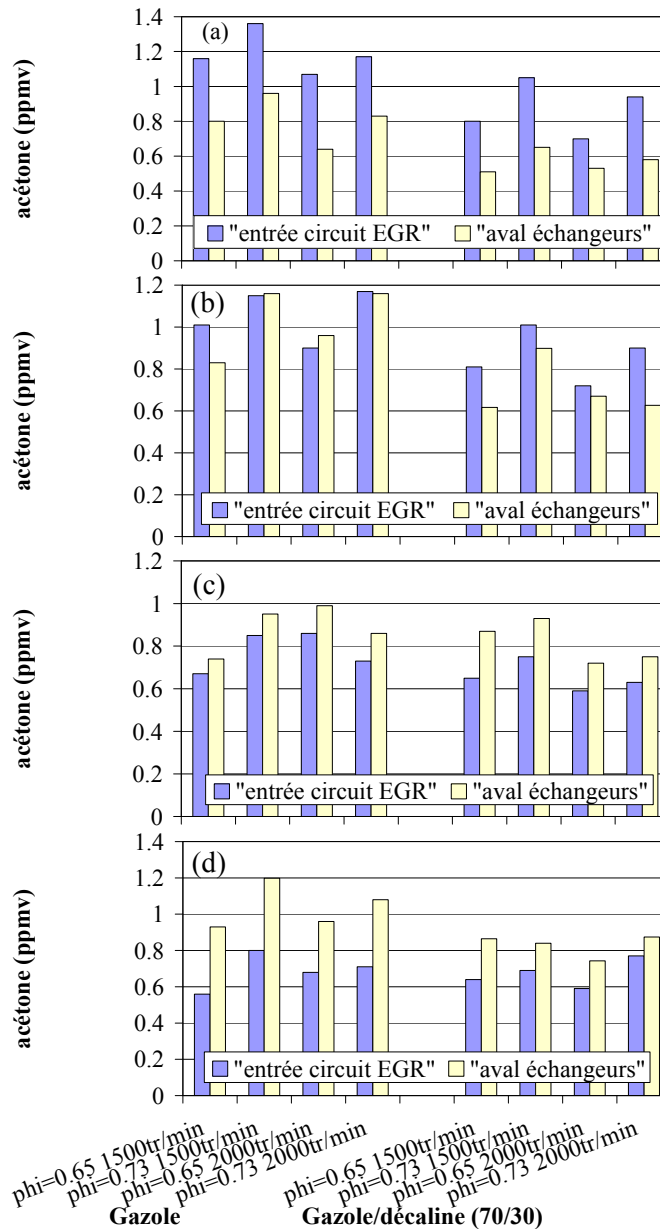 (a)
acétone (ppmv)
1.4
1.2
1
0.8
0.6
0.4
0.2
0
"entrée circuit EGR" "aval échangeurs"
(b)
acétone (ppmv)
1.2
1
0.8
0.6
0.4
0.2
0
"entrée circuit EGR" "aval échangeurs"
(c)
acétone (ppmv)
1.2
1
0.8
0.6
0.4
0.2
0
"entrée circuit EGR" "aval échangeurs"
(d)
acétone (ppmv)
1.4
1.2
1
0.8
0.6
0.4
0.2
0
"entrée circuit EGR" "aval échangeurs"
phi=0.65 1500tr/min
phi=0.73 1500tr/min
phi=0.65 2000tr/min
phi=0.73 2000tr/min
phi=0.65 1500tr/min
phi=0.73 1500tr/min
phi=0.65 2000tr/min
phi=0.73 2000tr/min
Gazole Gazole/décaline (70/30)